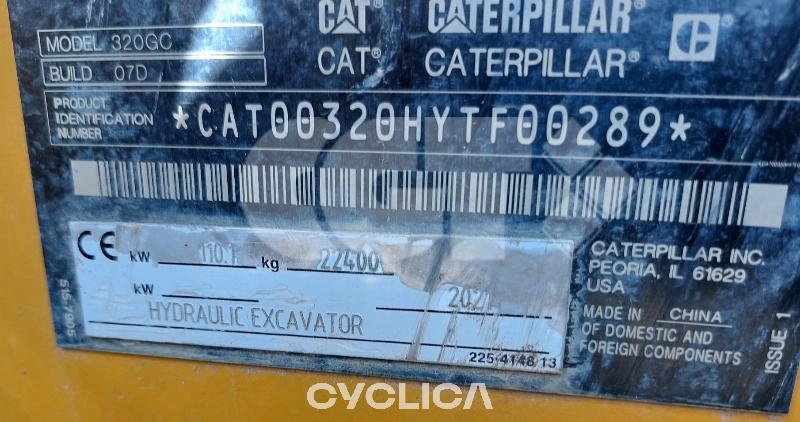 CAT CATERPILLAR
MODEL 320GC
CAT® CATERPILLAR®
BUILD 07D
PRODUCT IDENTIFICATION NUMBER
*CAT00320HYTF00289*
CE kW 110.1 kg 22400
kW
HYDRAULIC EXCAVATOR
225-4148 13
CATERPILLAR INC.
PEORIA, IL 61629
USA
MADE IN CHINA
OF DOMESTIC AND
FOREIGN COMPONENTS
ISSUE 1
CYCLICA